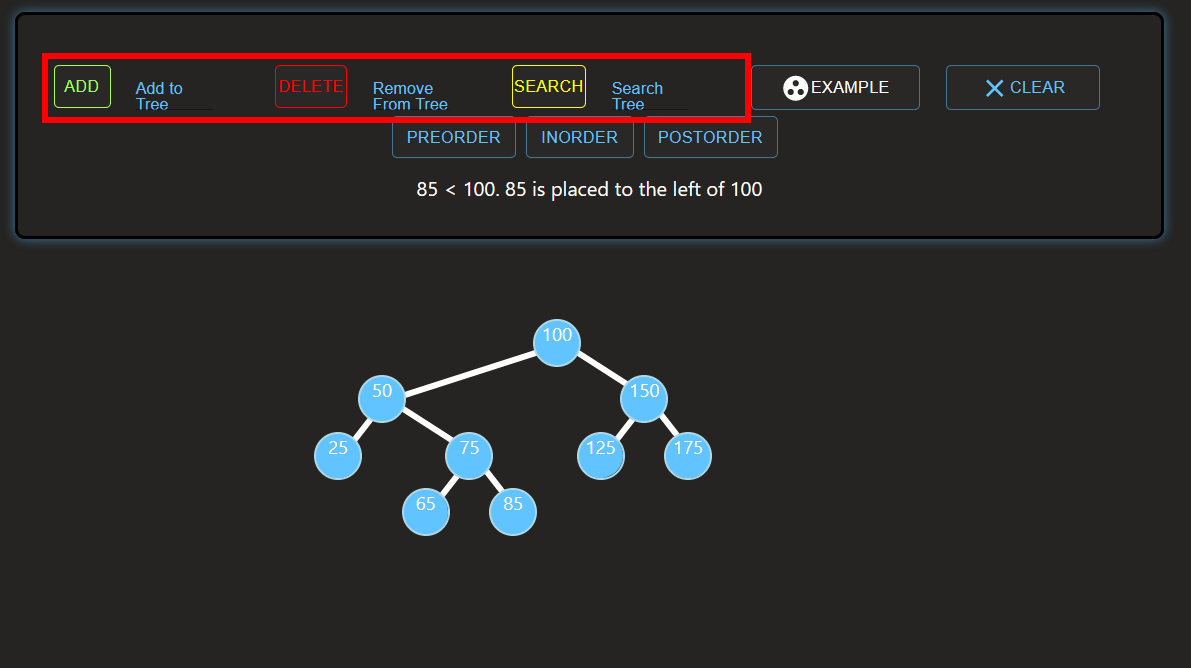 ADD Add to Tree DELETE Remove From Tree SEARCH Search Tree EXAMPLE CLEAR
PREORDER INORDER POSTORDER
85 < 100. 85 is placed to the left of 100
100
50 150
25 75 125 175
65 85